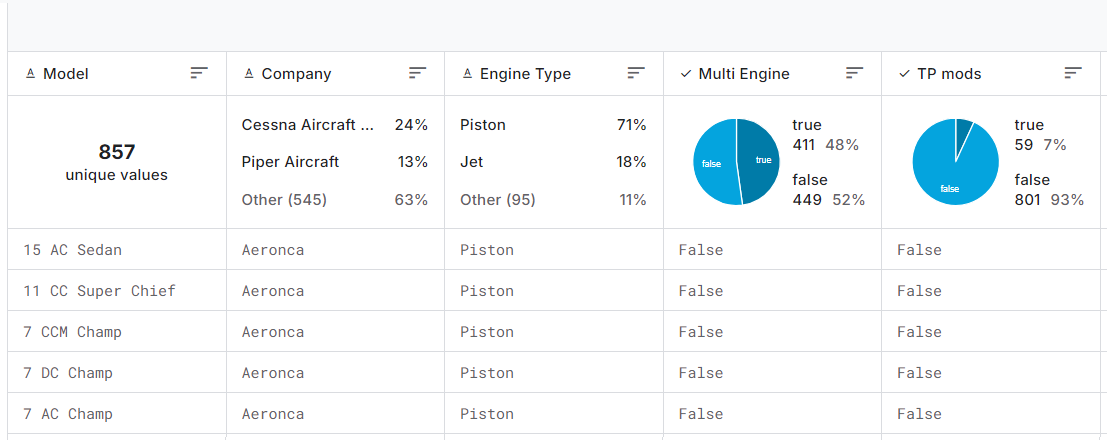 Model Company Engine Type Multi Engine TP mods
857
unique values
Cessna Aircraft ... 24%
Piper Aircraft 13%
Other (545) 63%
Piston 71%
Jet 18%
Other (95) 11%
false true
true
411 48%
false
449 52%
false
true
59 7%
false
801 93%
15 AC Sedan Aeronca Piston False False
11 CC Super Chief Aeronca Piston False False
7 CCM Champ Aeronca Piston False False
7 DC Champ Aeronca Piston False False
7 AC Champ Aeronca Piston False False